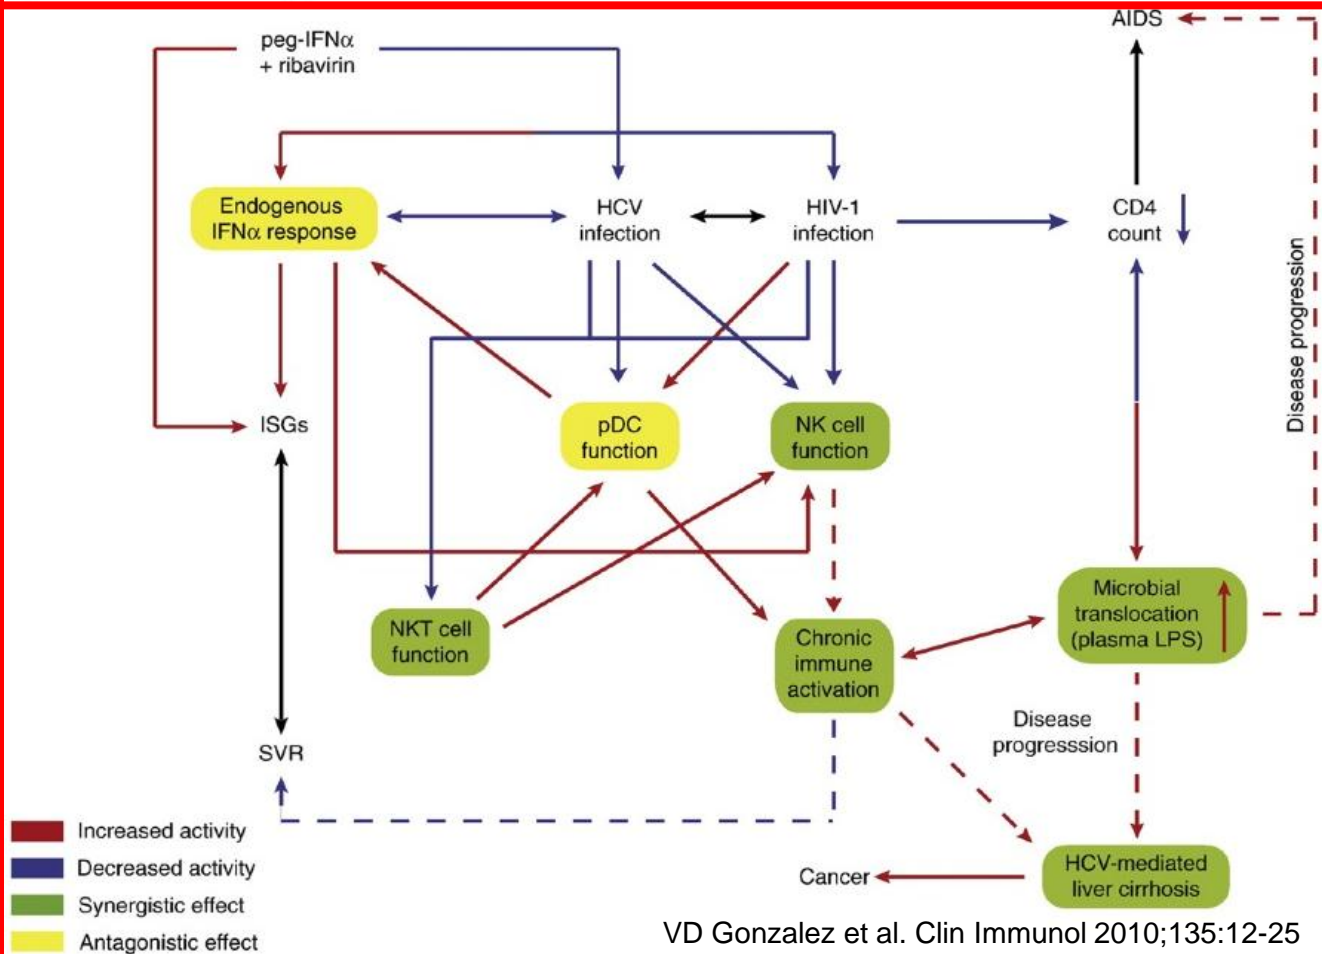 AIDS
peg-IFNα
+ ribavirin
Endogenous
IFNα response
HCV
infection
HIV-1
infection
CD4
count
Disease progression
ISGs
pDC
function
NK cell
function
NKT cell
function
Chronic
immune
activation
Microbial
translocation
(plasma LPS)
Disease
progresssion
SVR
Increased activity
Decreased activity
Synergistic effect
Antagonistic effect
Cancer
HCV-mediated
liver cirrhosis
VD Gonzalez et al. Clin Immunol 2010;135:12-25